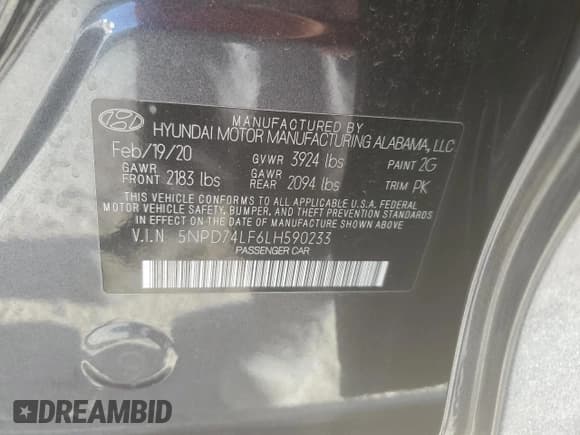 MANUFACTURED BY
HYUNDAI MOTOR MANUFACTURING ALABAMA, LLC
Feb/19/20 GVWR 3924 lbs PAINT 2G
GAWR FRONT 2183 lbs GAWR REAR 2094 lbs TRIM PK
THIS VEHICLE CONFORMS TO ALL APPLICABLE U.S.A. FEDERAL
MOTOR VEHICLE SAFETY, BUMPER, AND THEFT PREVENTION STANDARDS
IN EFFECT ON THE DATE OF MANUFACTURE SHOWN ABOVE
V.I.N 5NPD74LF6LH590233
PASSENGER CAR
DREAMBID